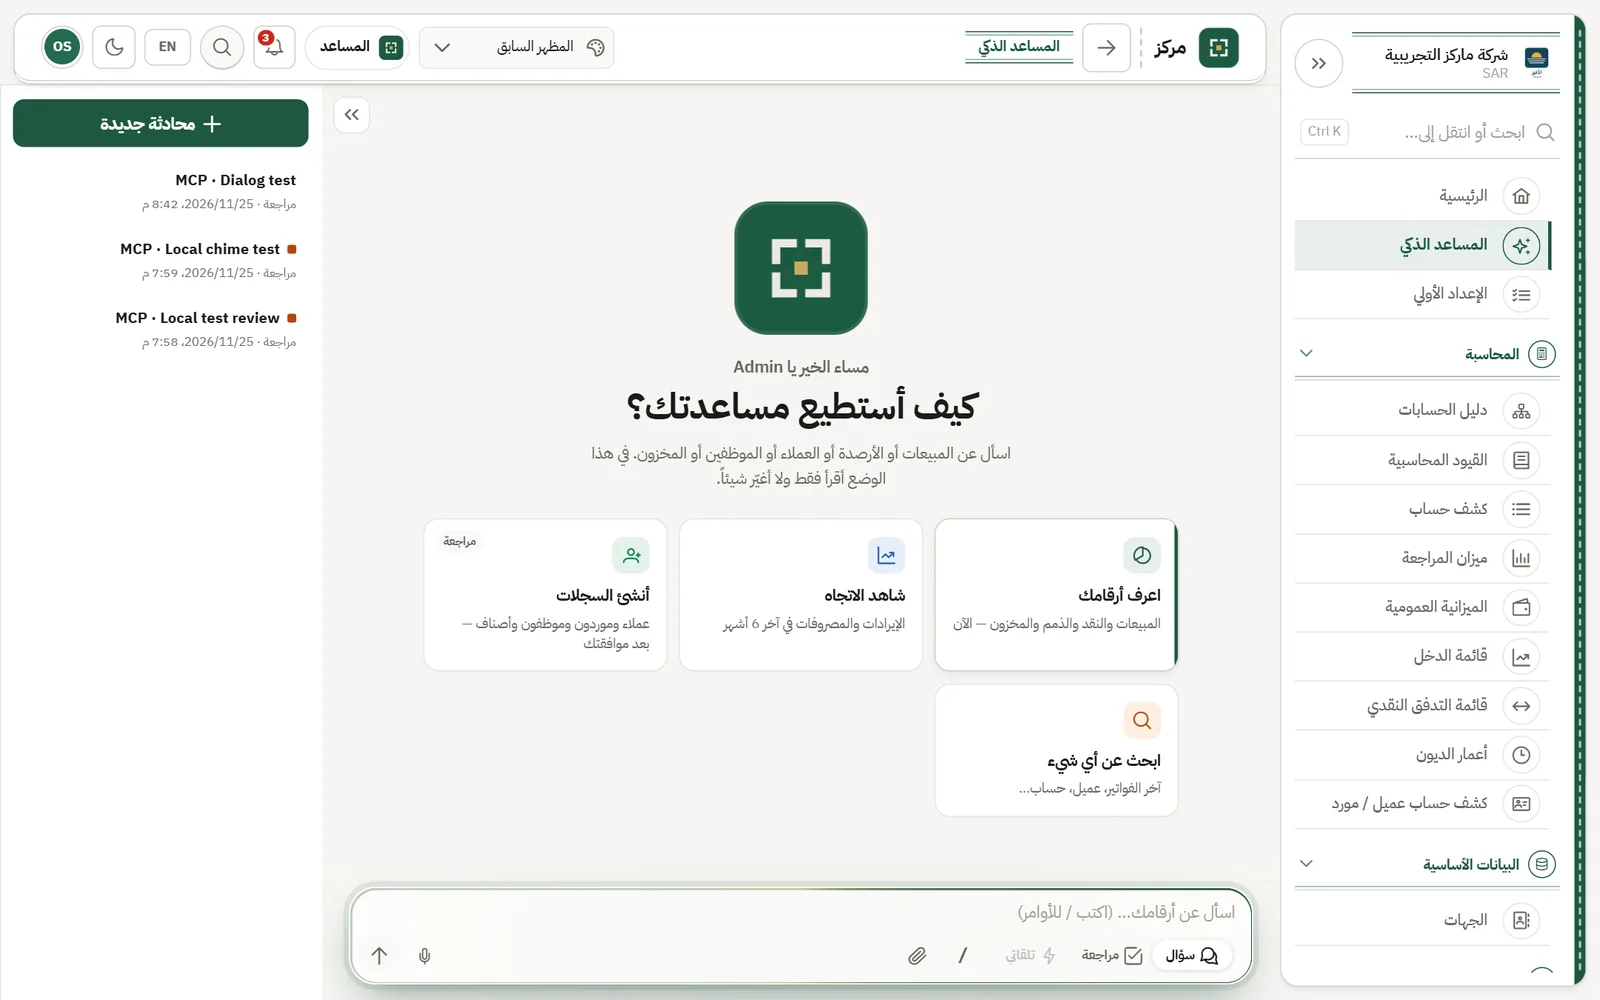 شركة ماركز التجريبية
SAR
ابحث أو انتقل إلى...
Ctrl K
الرئيسية
المساعد الذكي
الإعداد الأولي
المحاسبة
دليل الحسابات
القيود المحاسبية
كشف حساب
ميزان المراجعة
الميزانية العمومية
قائمة الدخل
قائمة التدفق النقدي
أعمار الديون
كشف حساب عميل / مورد
البيانات الأساسية
الجهات
مركز
المساعد الذكي
المظهر السابق
المساعد
3
EN
OS
مساء الخير يا Admin
كيف أستطيع مساعدتك؟
اسأل عن المبيعات أو الأرصدة أو العملاء أو الموظفين أو المخزون. في هذا
الوضع أقرأ فقط ولا أغيّر شيئاً.
اعرف أرقامك
المبيعات والنقد والذمم والمخزون — الآن
شاهد الاتجاه
الإيرادات والمصروفات في آخر 6 أشهر
مراجعة
أنشئ السجلات
عملاء وموردون وموظفون وأصناف —
بعد موافقتك
ابحث عن أي شيء
آخر الفواتير، عميل، حساب...
اسأل عن أرقامك... (اكتب / للأوامر)
سؤال
مراجعة
تلقائي
/
محادثة جديدة
MCP · Dialog test
مراجعة · 2026/11/25، 8:42 م
MCP · Local chime test
مراجعة · 2026/11/25، 7:59 م
MCP · Local test review
مراجعة · 2026/11/25، 7:58 م